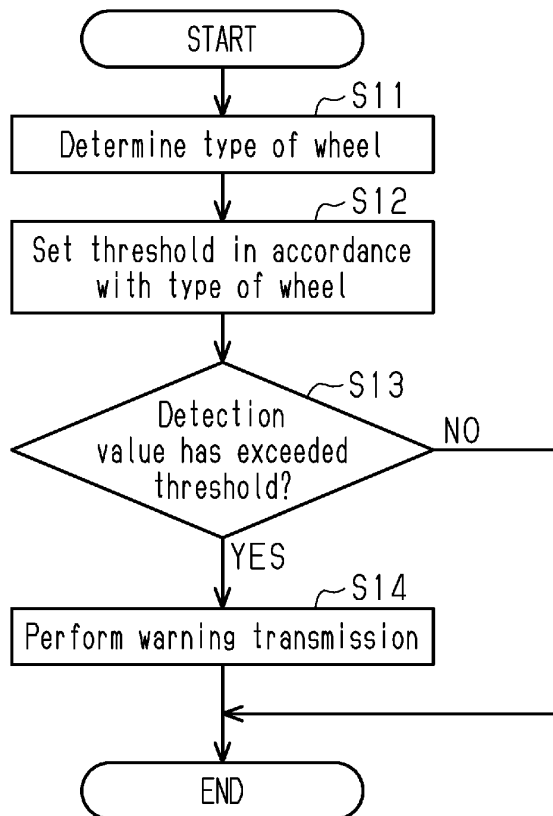 START
S11
Determine type of wheel
S12
Set threshold in accordance
with type of wheel
S13
Detection
value has exceeded
threshold?
NO
YES
S14
Perform warning transmission
END